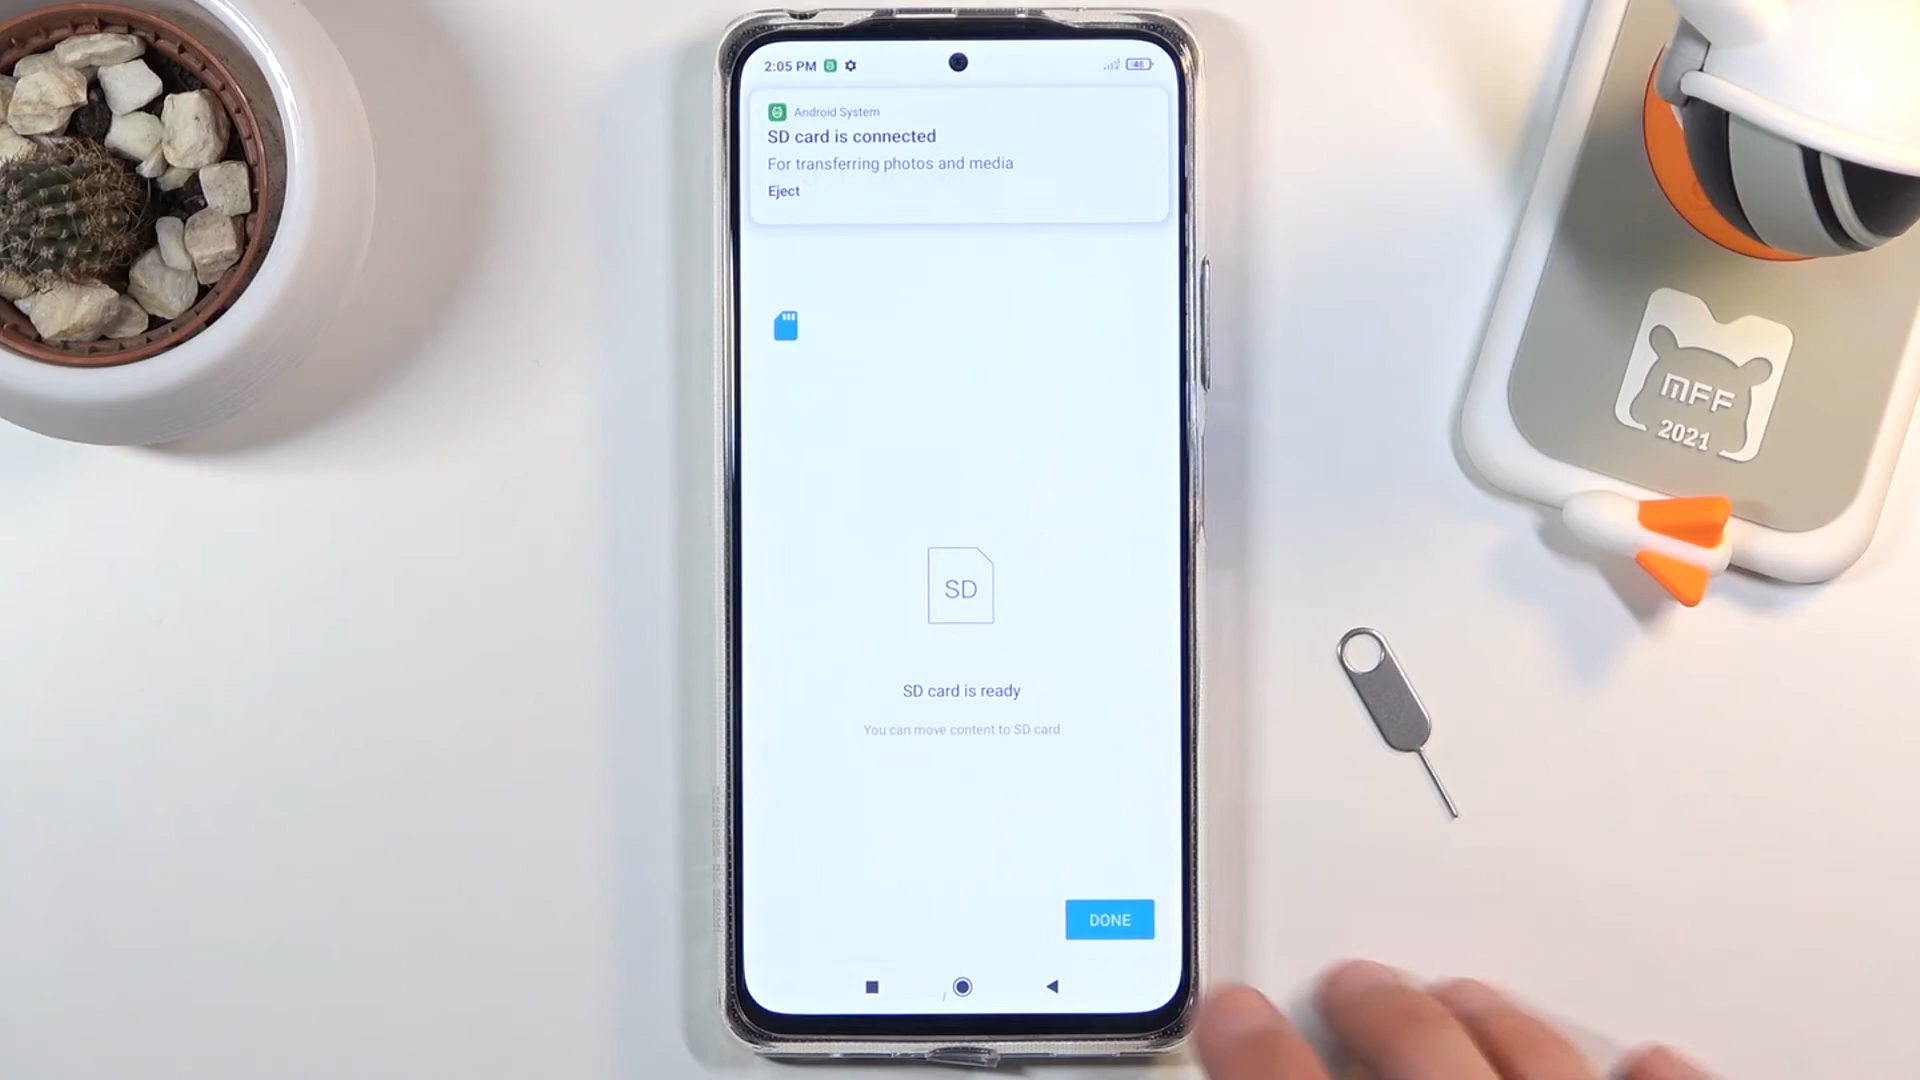 2:05 PM
48
Android System
SD card is connected
For transferring photos and media
Eject
SD
SD card is ready
You can move content to SD card
DONE
MFF
2021